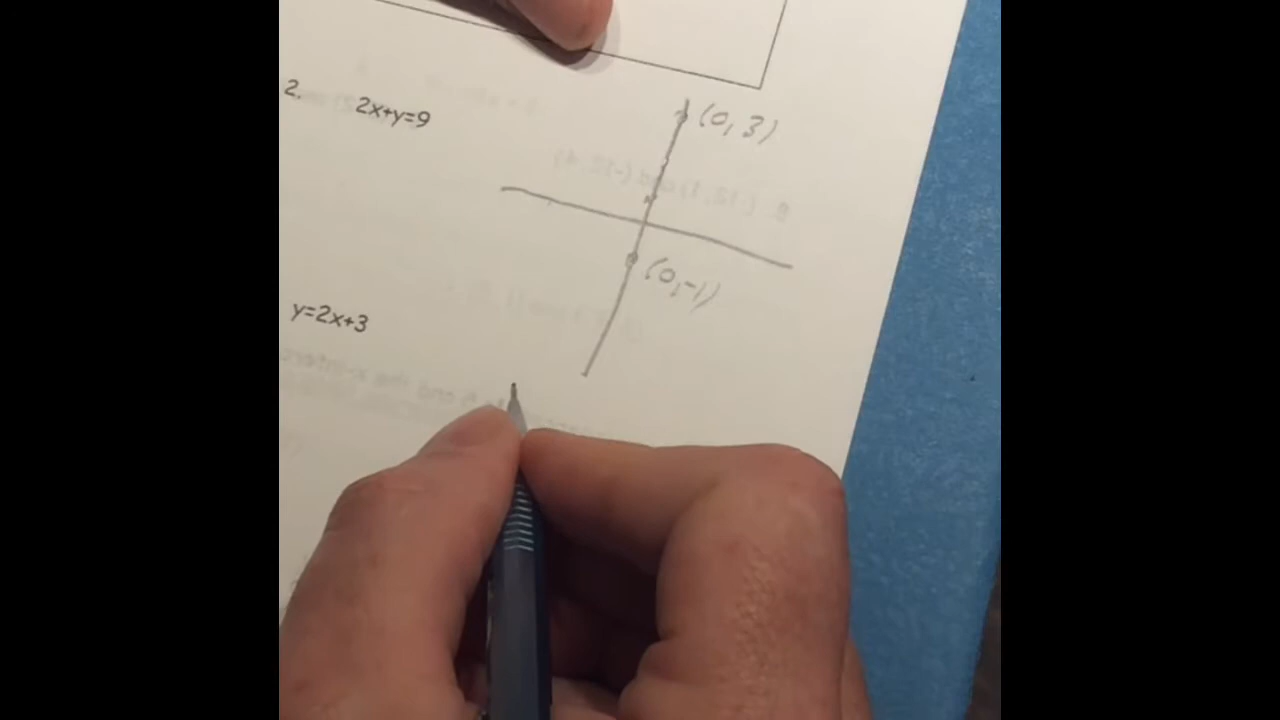 2. 2x+y=9
(0, 3)
(0,-1)
y=2x+3